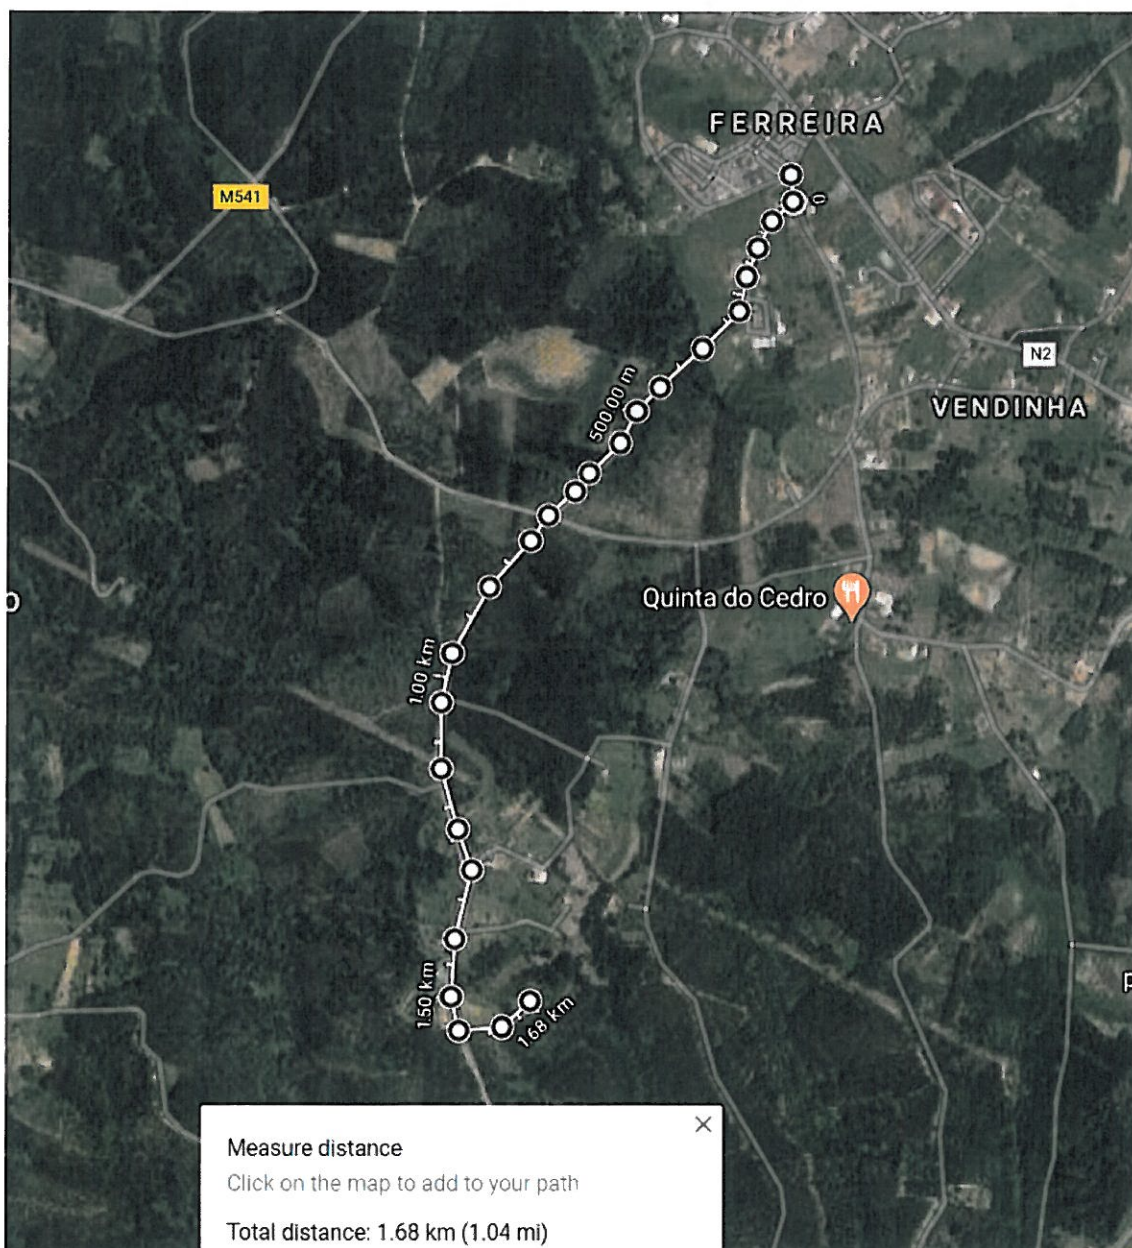 FERREIRA
M541
0
N2
VENDINHA
500.00 m
Quinta do Cedro
1.00 km
1.50 km
1.68 km
Measure distance
Click on the map to add to your path
Total distance: 1.68 km (1.04 mi)